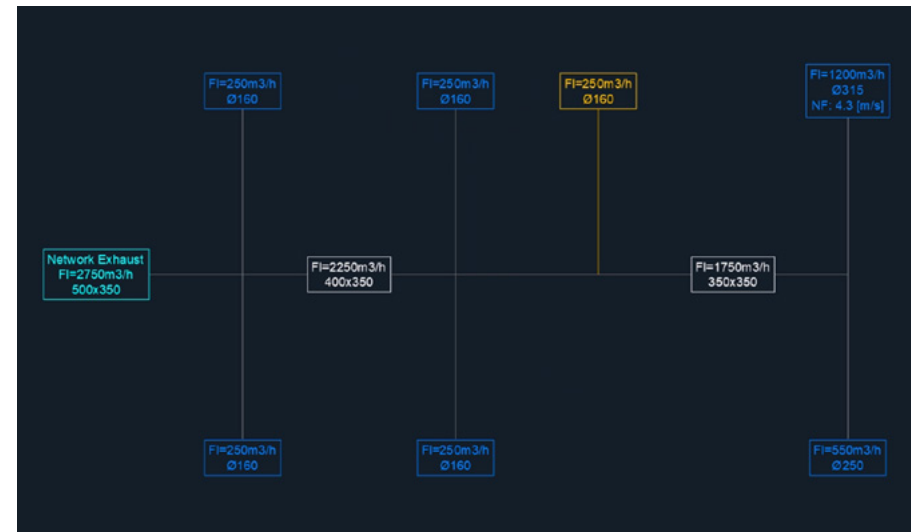 Fl=250m3/h
Ø160
Fl=250m3/h
Ø160
Fl=250m3/h
Ø160
Fl=1200m3/h
Ø315
NF: 4.3 [m/s]
Network Exhaust
Fl=2750m3/h
500x350
Fl=2250m3/h
400x350
Fl=1750m3/h
350x350
Fl=250m3/h
Ø160
Fl=250m3/h
Ø160
Fl=550m3/h
Ø250